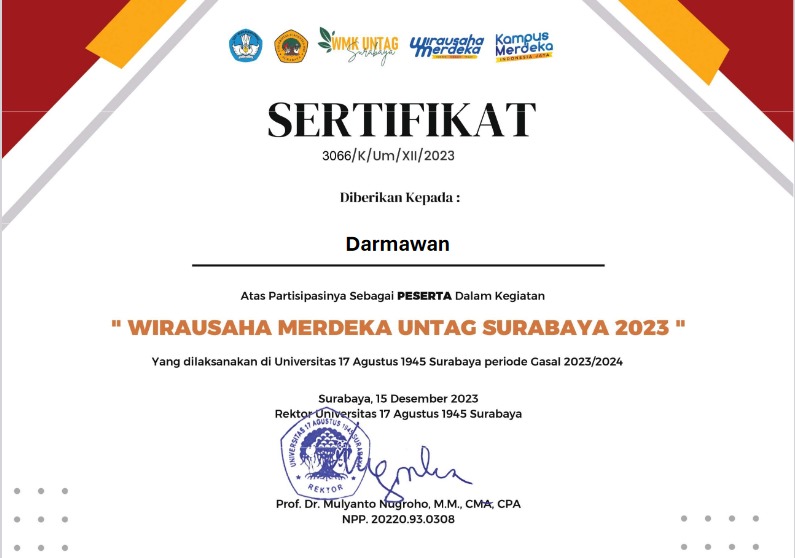 WMK UNTAG
Surabaya
Wirausaha
Merdeka
Kampus
Merdeka
INDONESIA JAYA
SERTIFIKAT
3066/K/Um/XII/2023
Diberikan Kepada :
Darmawan
Atas Partisipasinya Sebagai PESERTA Dalam Kegiatan
" WIRAUSAHA MERDEKA UNTAG SURABAYA 2023 "
Yang dilaksanakan di Universitas 17 Agustus 1945 Surabaya periode Gasal 2023/2024
Surabaya, 15 Desember 2023
Rektor Universitas 17 Agustus 1945 Surabaya
UNIVERSITAS 17 AGUSTUS 1945 SURABAYA
REKTOR
Prof. Dr. Mulyanto Nugroho, M.M., CMA, CPA
NPP. 20220.93.0308